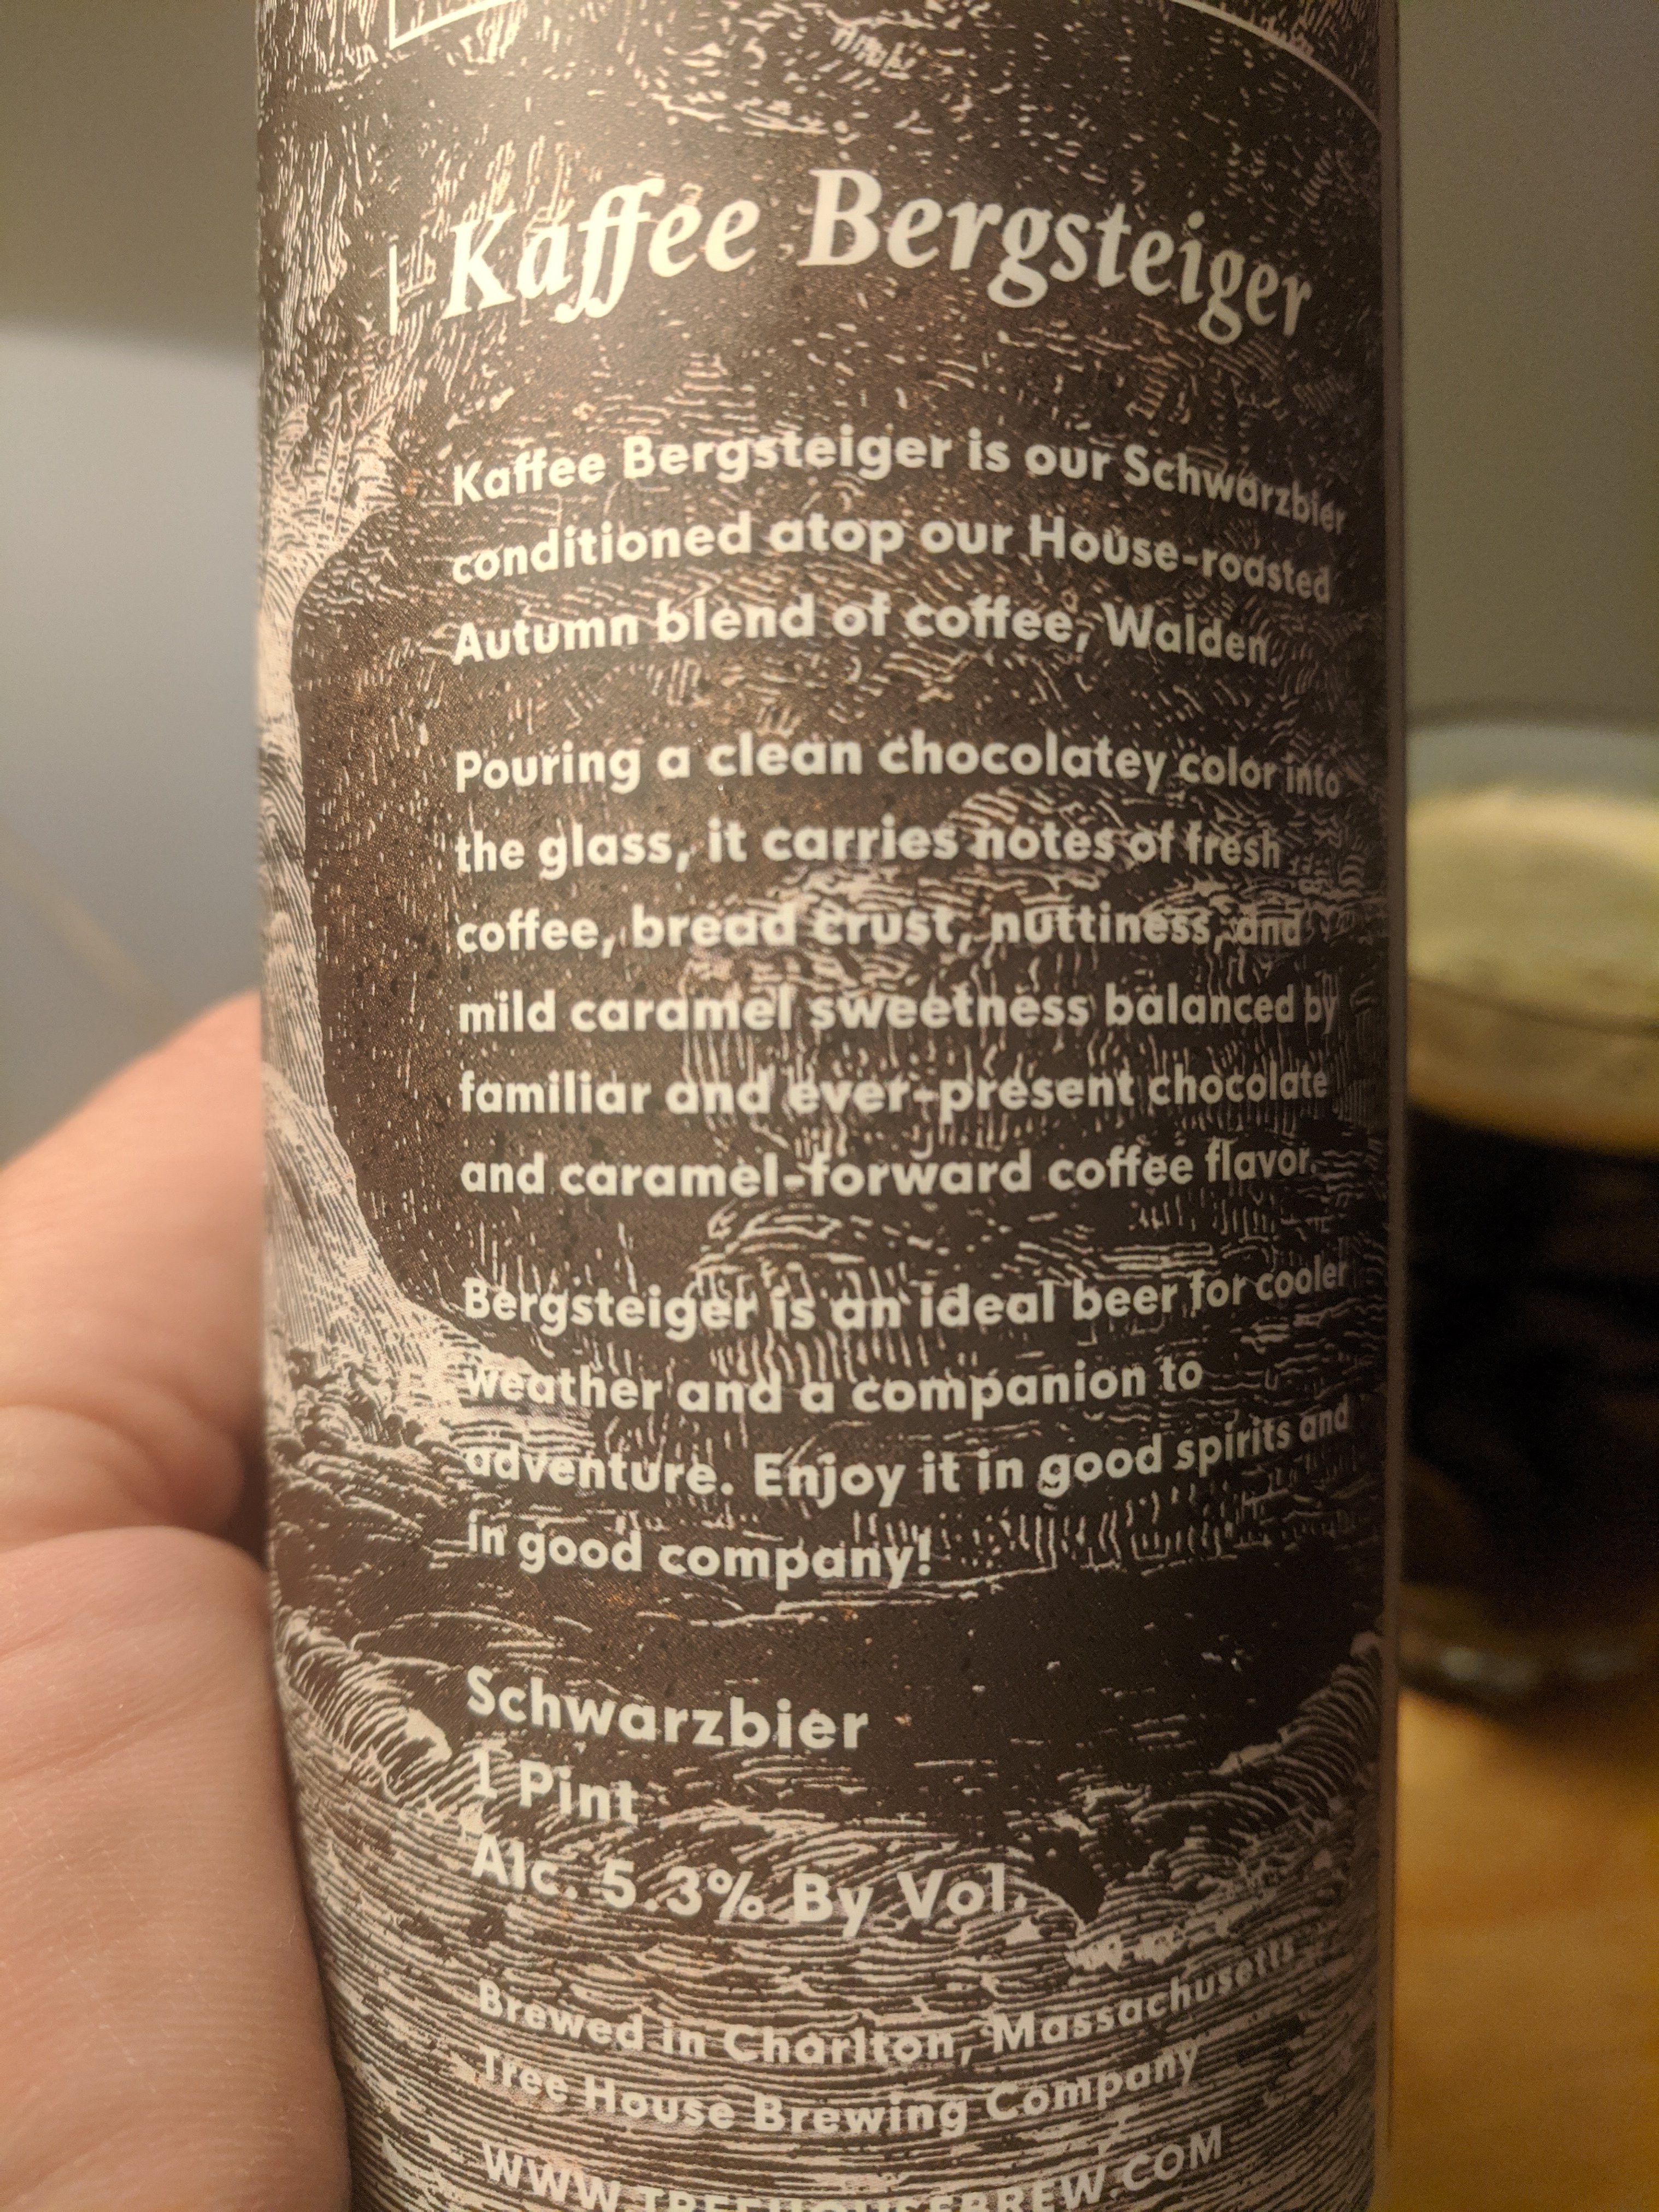 Kaffee Bergsteiger
Kaffee Bergsteiger is our Schwarzbier
conditioned atop our House-roasted
Autumn blend of coffee, Walden.
Pouring a clean chocolatey color into
the glass, it carries notes of fresh
coffee, bread crust, nuttiness, and
mild caramel sweetness balanced by
familiar and ever-present chocolate
and caramel-forward coffee flavor.
Bergsteiger is an ideal beer for cooler
weather and a companion to
adventure. Enjoy it in good spirits and
in good company!
Schwarzbier
1 Pint
Alc. 5.3% By Vol.
Brewed in Charlton, Massachusetts
Tree House Brewing Company
WWW.TREEHOUSEBREW.COM